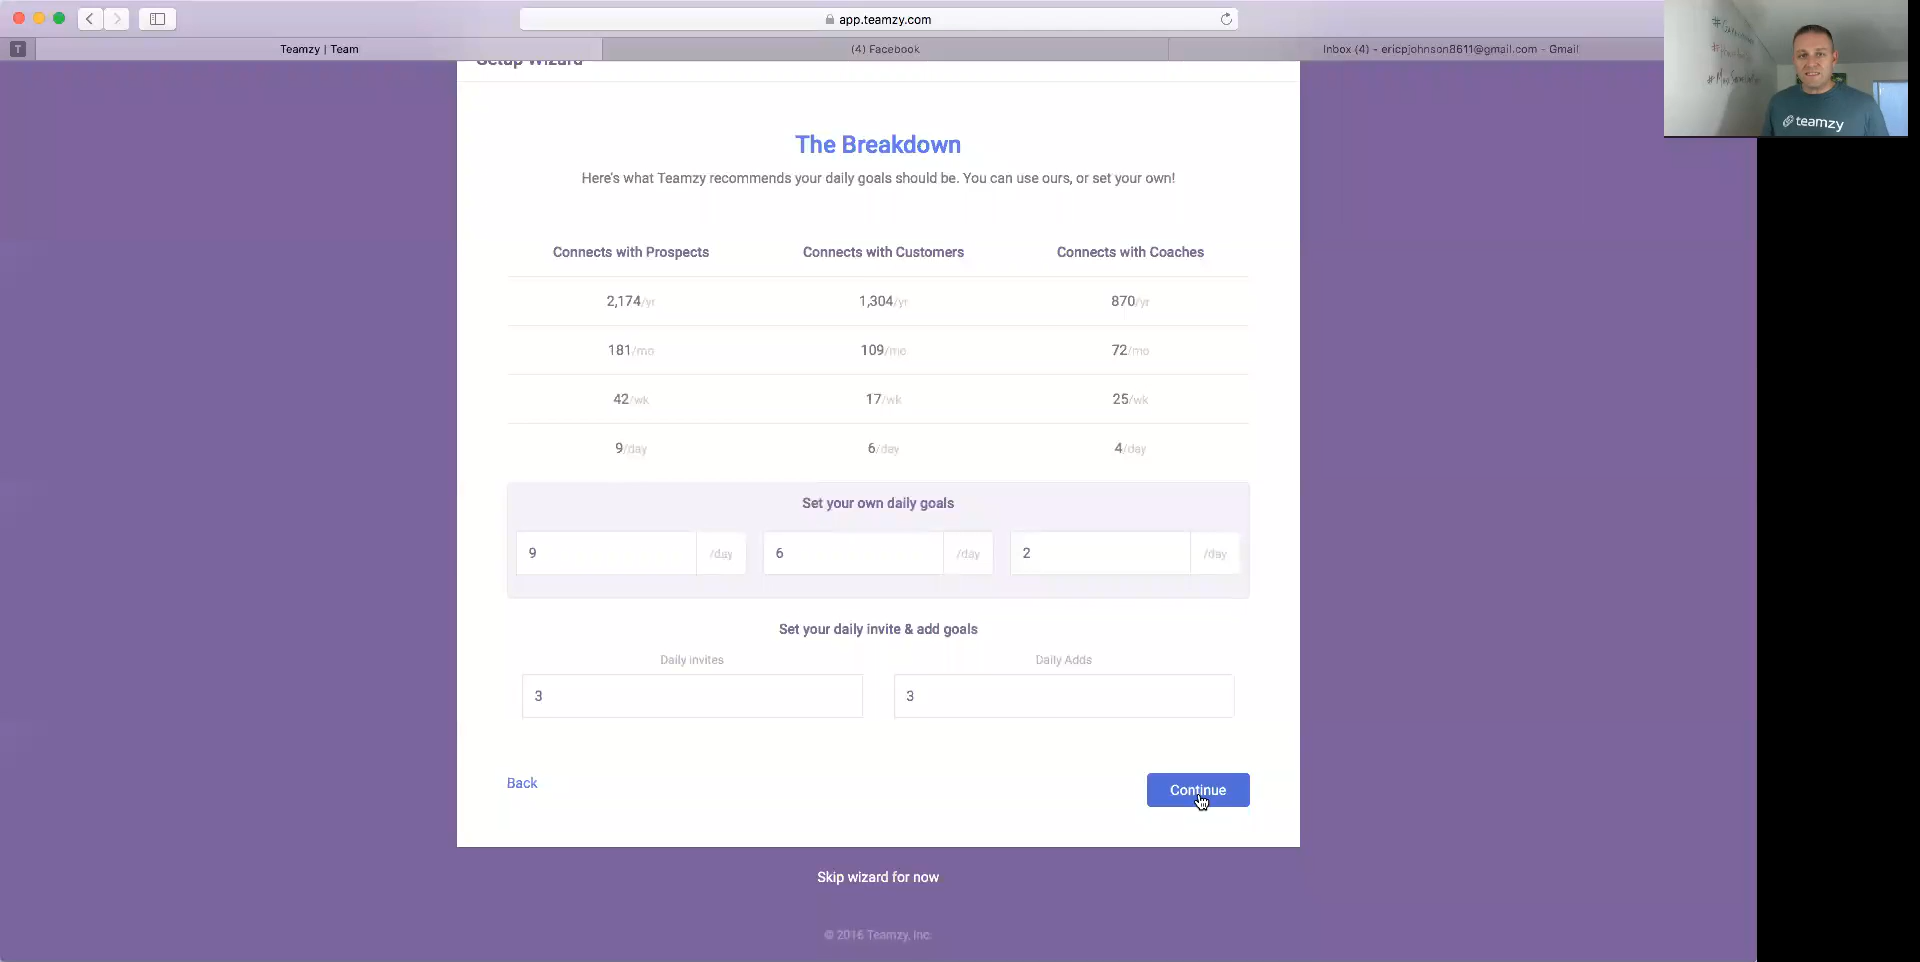 app.teamzy.com
T
Teamzy | Team
(4) Facebook
Inbox (4) - ericpjohnson8611@gmail.com - Gmail
Setup Wizard
teamzy
The Breakdown
Here's what Teamzy recommends your daily goals should be. You can use ours, or set your own!
Connects with Prospects Connects with Customers Connects with Coaches
2,174/yr 1,304/yr 870/yr
181/mo 109/mo 72/mo
42/wk 17/wk 25/wk
9/day 6/day 4/day
Set your own daily goals
9 /day 6 /day 2 /day
Set your daily invite & add goals
Daily invites Daily Adds
3 3
Back Continue
Skip wizard for now
© 2016 Teamzy, Inc.